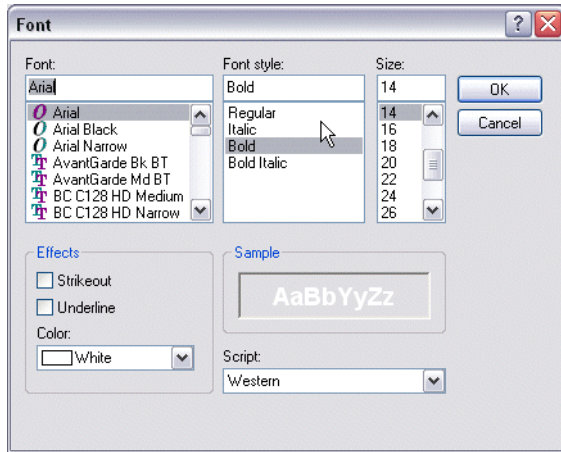 Font
Font: Font style: Size:
Arial Bold 14 OK
Arial Regular 14 Cancel
Arial Black Italic 16
Arial Narrow Bold 18
AvantGarde Bk BT Bold Italic 20
AvantGarde Md BT 22
BC C128 HD Medium 24
BC C128 HD Narrow 26
Effects Sample
Strikeout
Underline AaBbYyZz
Color:
White Script:
Western